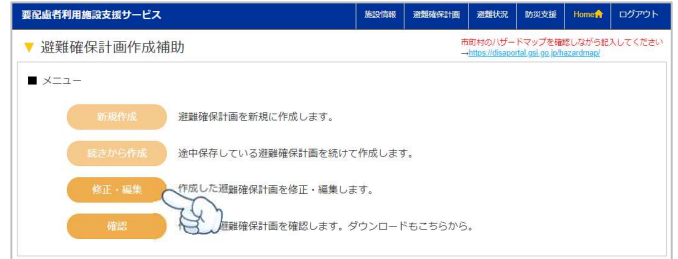 要配慮者利用施設支援サービス 施設情報 避難確保計画 避難状況 防災支援 Home ログアウト
▼ 避難確保計画作成補助
市町村のハザードマップを確認しながら記入してください
→https://disaportal.gsi.go.jp/hazardmap/
■ メニュー
新規作成 避難確保計画を新規に作成します。
続きから作成 途中保存している避難確保計画を続けて作成します。
修正・編集 作成した避難確保計画を修正・編集します。
確認 避難確保計画を確認します。ダウンロードもこちらから。